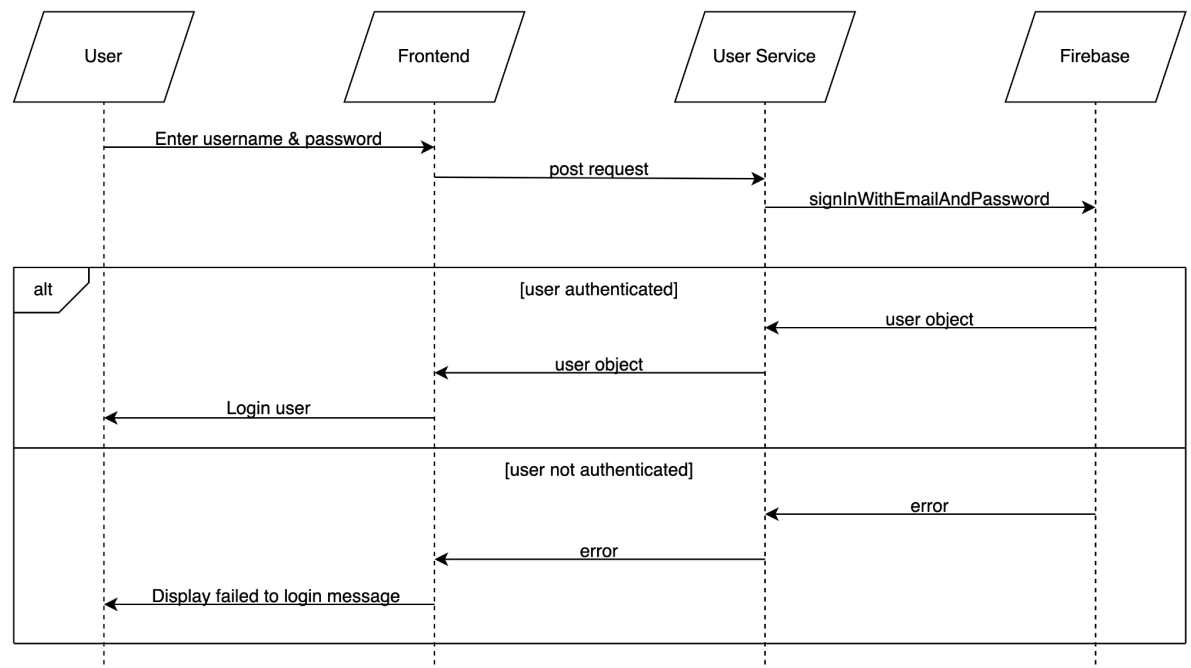 User
Frontend
User Service
Firebase
Enter username & password
post request
signInWithEmailAndPassword
alt
[user authenticated]
user object
user object
Login user
[user not authenticated]
error
error
Display failed to login message